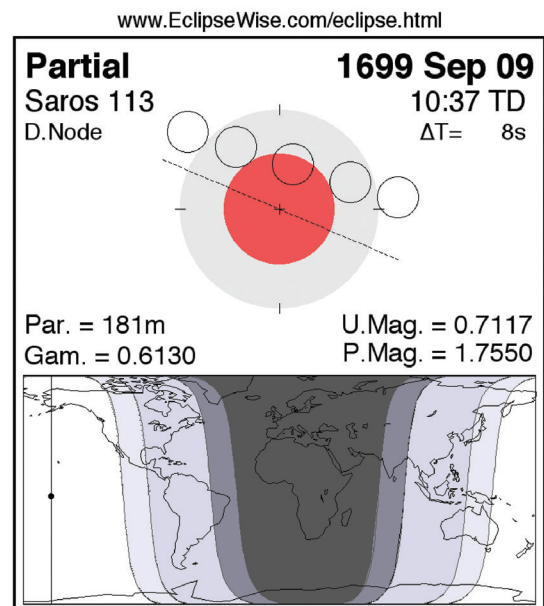 www.EclipseWise.com/eclipse.html
Partial 1699 Sep 09
Saros 113 10:37 TD
D.Node ΔT= 8s
Par. = 181m U.Mag. = 0.7117
Gam. = 0.6130 P.Mag. = 1.7550